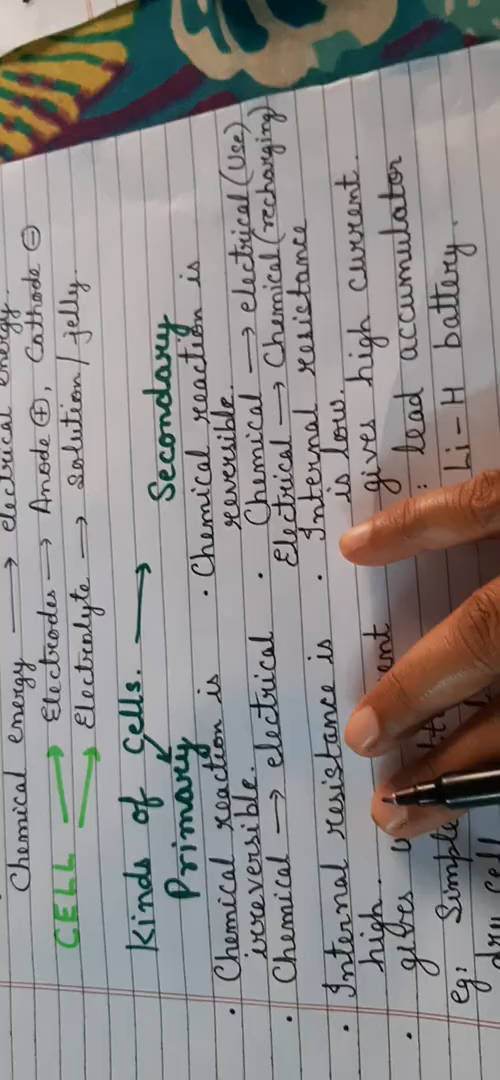 Chemical energy → electrical energy.
CELL → Electrodes → Anode ⊕, Cathode ⊖
→ Electrolyte → Solution / jelly.
Kinds of cells. →
Primary
Secondary
• Chemical reaction is
irreversible.
• Chemical → electrical
• Internal resistance is
high.
• gives
eg: Simple
dry cell
• Chemical reaction is
reversible.
• Chemical → electrical (Use)
Electrical → Chemical (recharging)
• Internal resistance
is low.
gives high current.
: lead accumulator
Li-H battery.